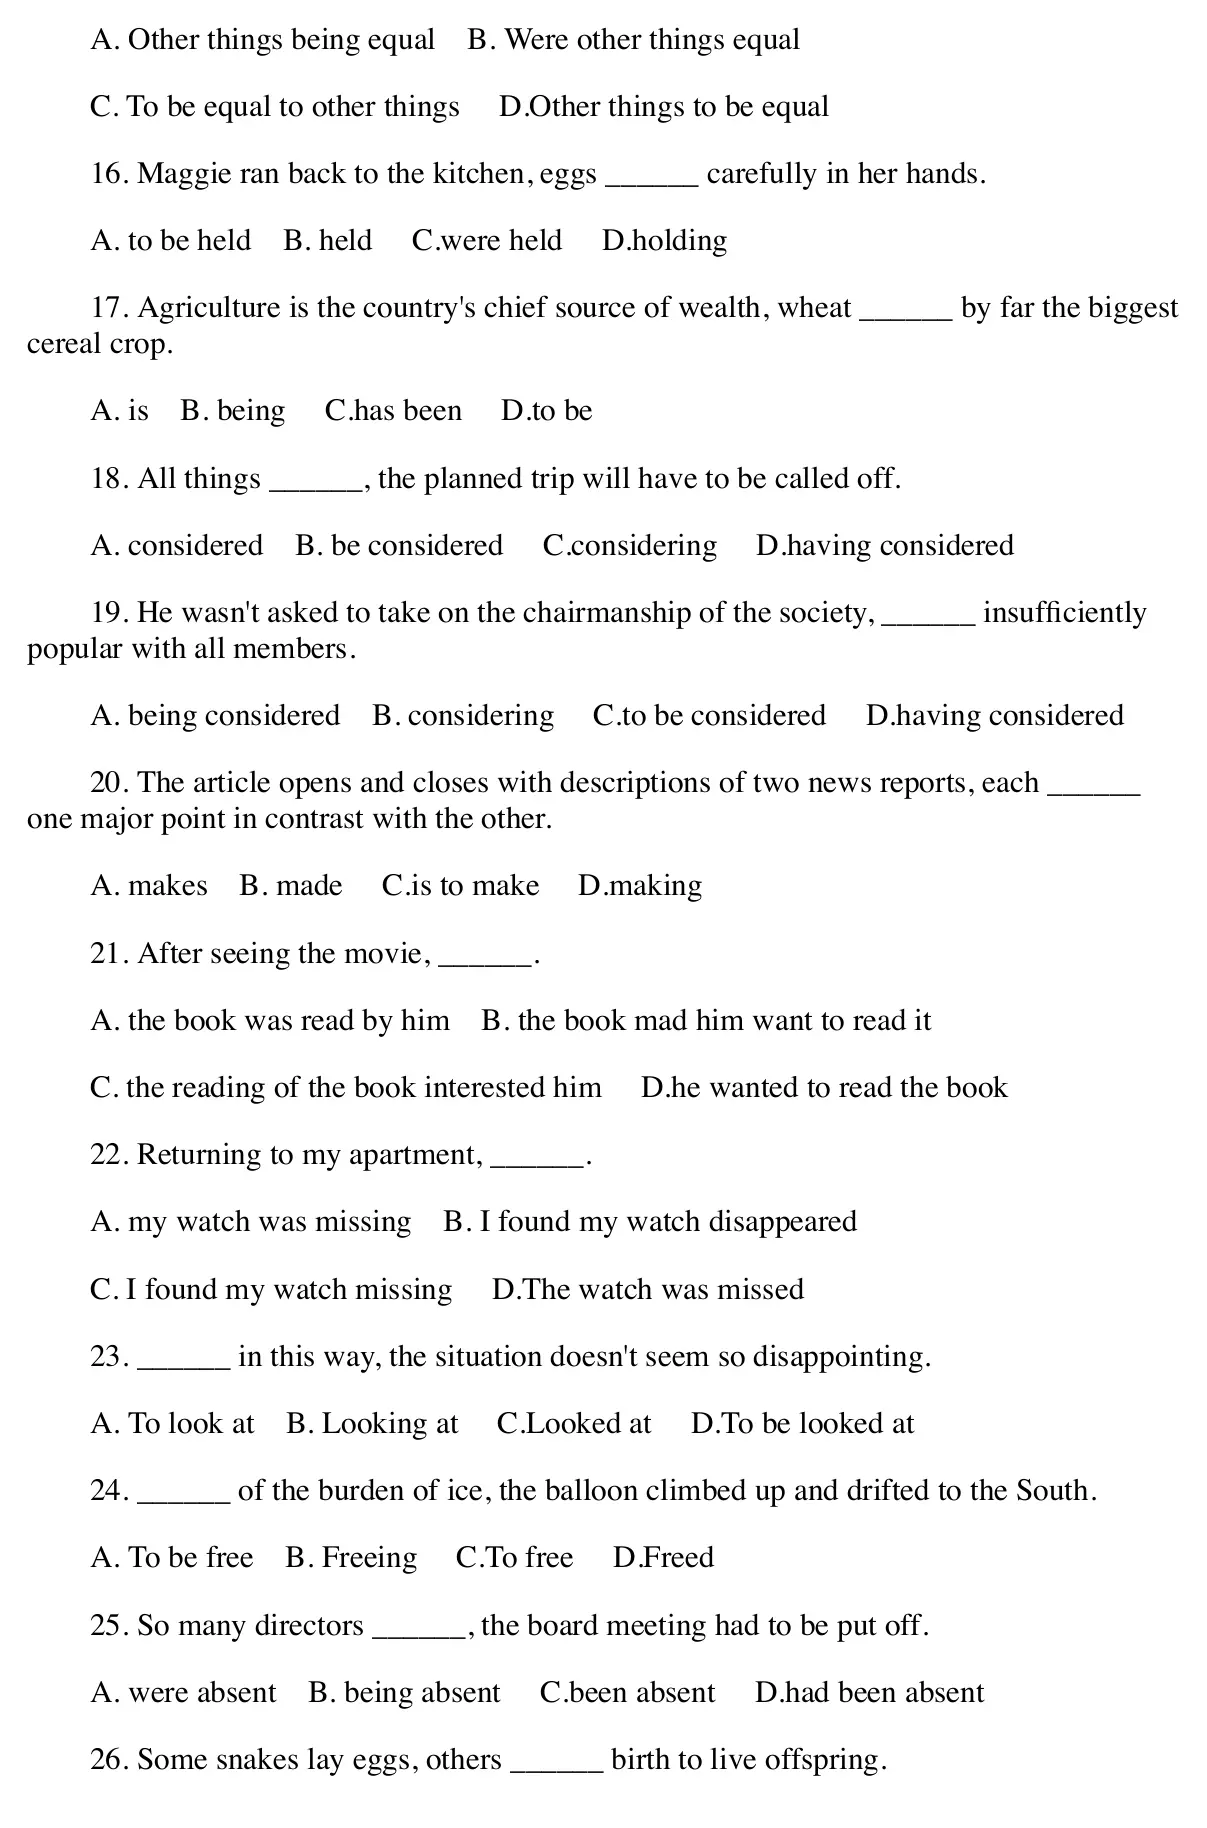 A. Other things being equal B. Were other things equal
C. To be equal to other things D.Other things to be equal
16. Maggie ran back to the kitchen, eggs ______ carefully in her hands.
A. to be held B. held C.were held D.holding
17. Agriculture is the country's chief source of wealth, wheat ______ by far the biggest
cereal crop.
A. is B. being C.has been D.to be
18. All things ______, the planned trip will have to be called off.
A. considered B. be considered C.considering D.having considered
19. He wasn't asked to take on the chairmanship of the society, ______ insufficiently
popular with all members.
A. being considered B. considering C.to be considered D.having considered
20. The article opens and closes with descriptions of two news reports, each ______
one major point in contrast with the other.
A. makes B. made C.is to make D.making
21. After seeing the movie, ______.
A. the book was read by him B. the book mad him want to read it
C. the reading of the book interested him D.he wanted to read the book
22. Returning to my apartment, ______.
A. my watch was missing B. I found my watch disappeared
C. I found my watch missing D.The watch was missed
23. ______ in this way, the situation doesn't seem so disappointing.
A. To look at B. Looking at C.Looked at D.To be looked at
24. ______ of the burden of ice, the balloon climbed up and drifted to the South.
A. To be free B. Freeing C.To free D.Freed
25. So many directors ______, the board meeting had to be put off.
A. were absent B. being absent C.been absent D.had been absent
26. Some snakes lay eggs, others ______ birth to live offspring.